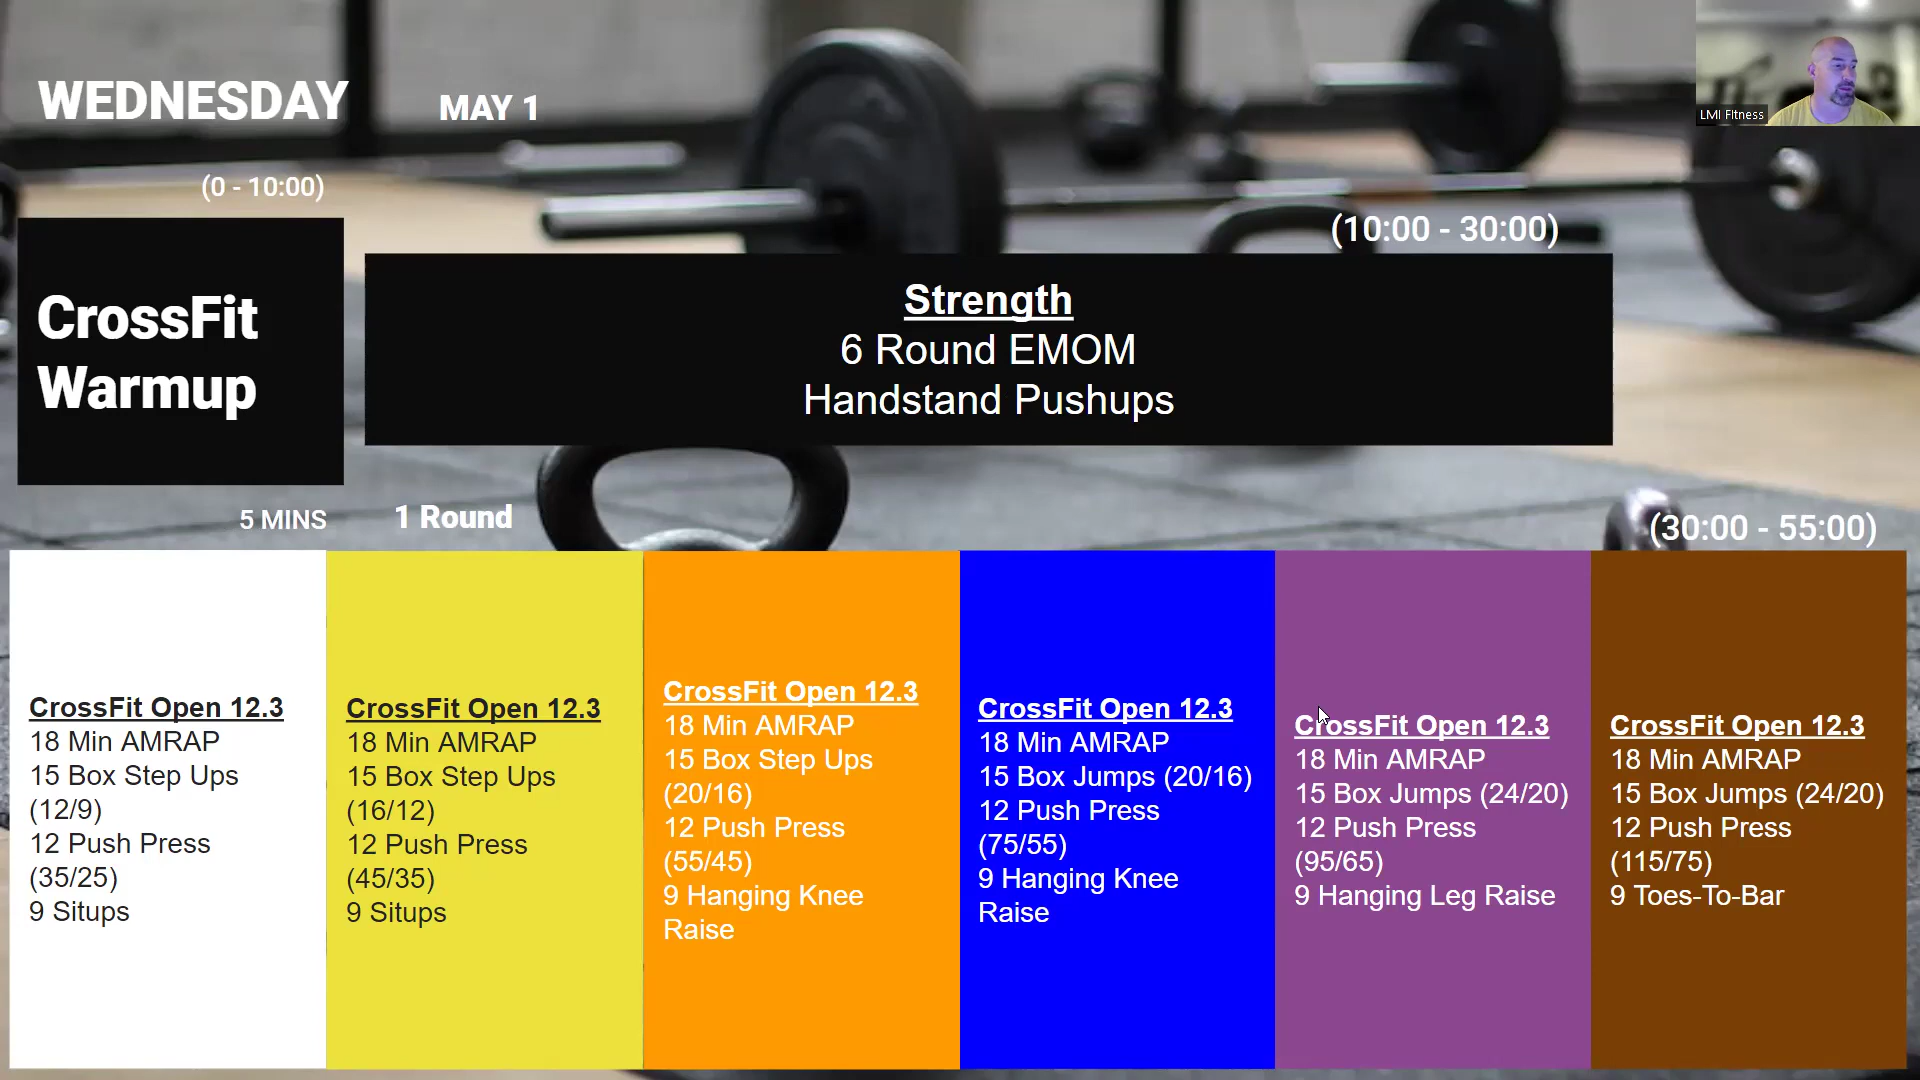 WEDNESDAY
MAY 1
LMI Fitness
(0 - 10:00)
(10:00 - 30:00)
CrossFit
Warmup
Strength
6 Round EMOM
Handstand Pushups
5 MINS
1 Round
(30:00 - 55:00)
CrossFit Open 12.3
18 Min AMRAP
15 Box Step Ups
(12/9)
12 Push Press
(35/25)
9 Situps
CrossFit Open 12.3
18 Min AMRAP
15 Box Step Ups
(16/12)
12 Push Press
(45/35)
9 Situps
CrossFit Open 12.3
18 Min AMRAP
15 Box Step Ups
(20/16)
12 Push Press
(55/45)
9 Hanging Knee
Raise
CrossFit Open 12.3
18 Min AMRAP
15 Box Jumps (20/16)
12 Push Press
(75/55)
9 Hanging Knee
Raise
CrossFit Open 12.3
18 Min AMRAP
15 Box Jumps (24/20)
12 Push Press
(95/65)
9 Hanging Leg Raise
CrossFit Open 12.3
18 Min AMRAP
15 Box Jumps (24/20)
12 Push Press
(115/75)
9 Toes-To-Bar